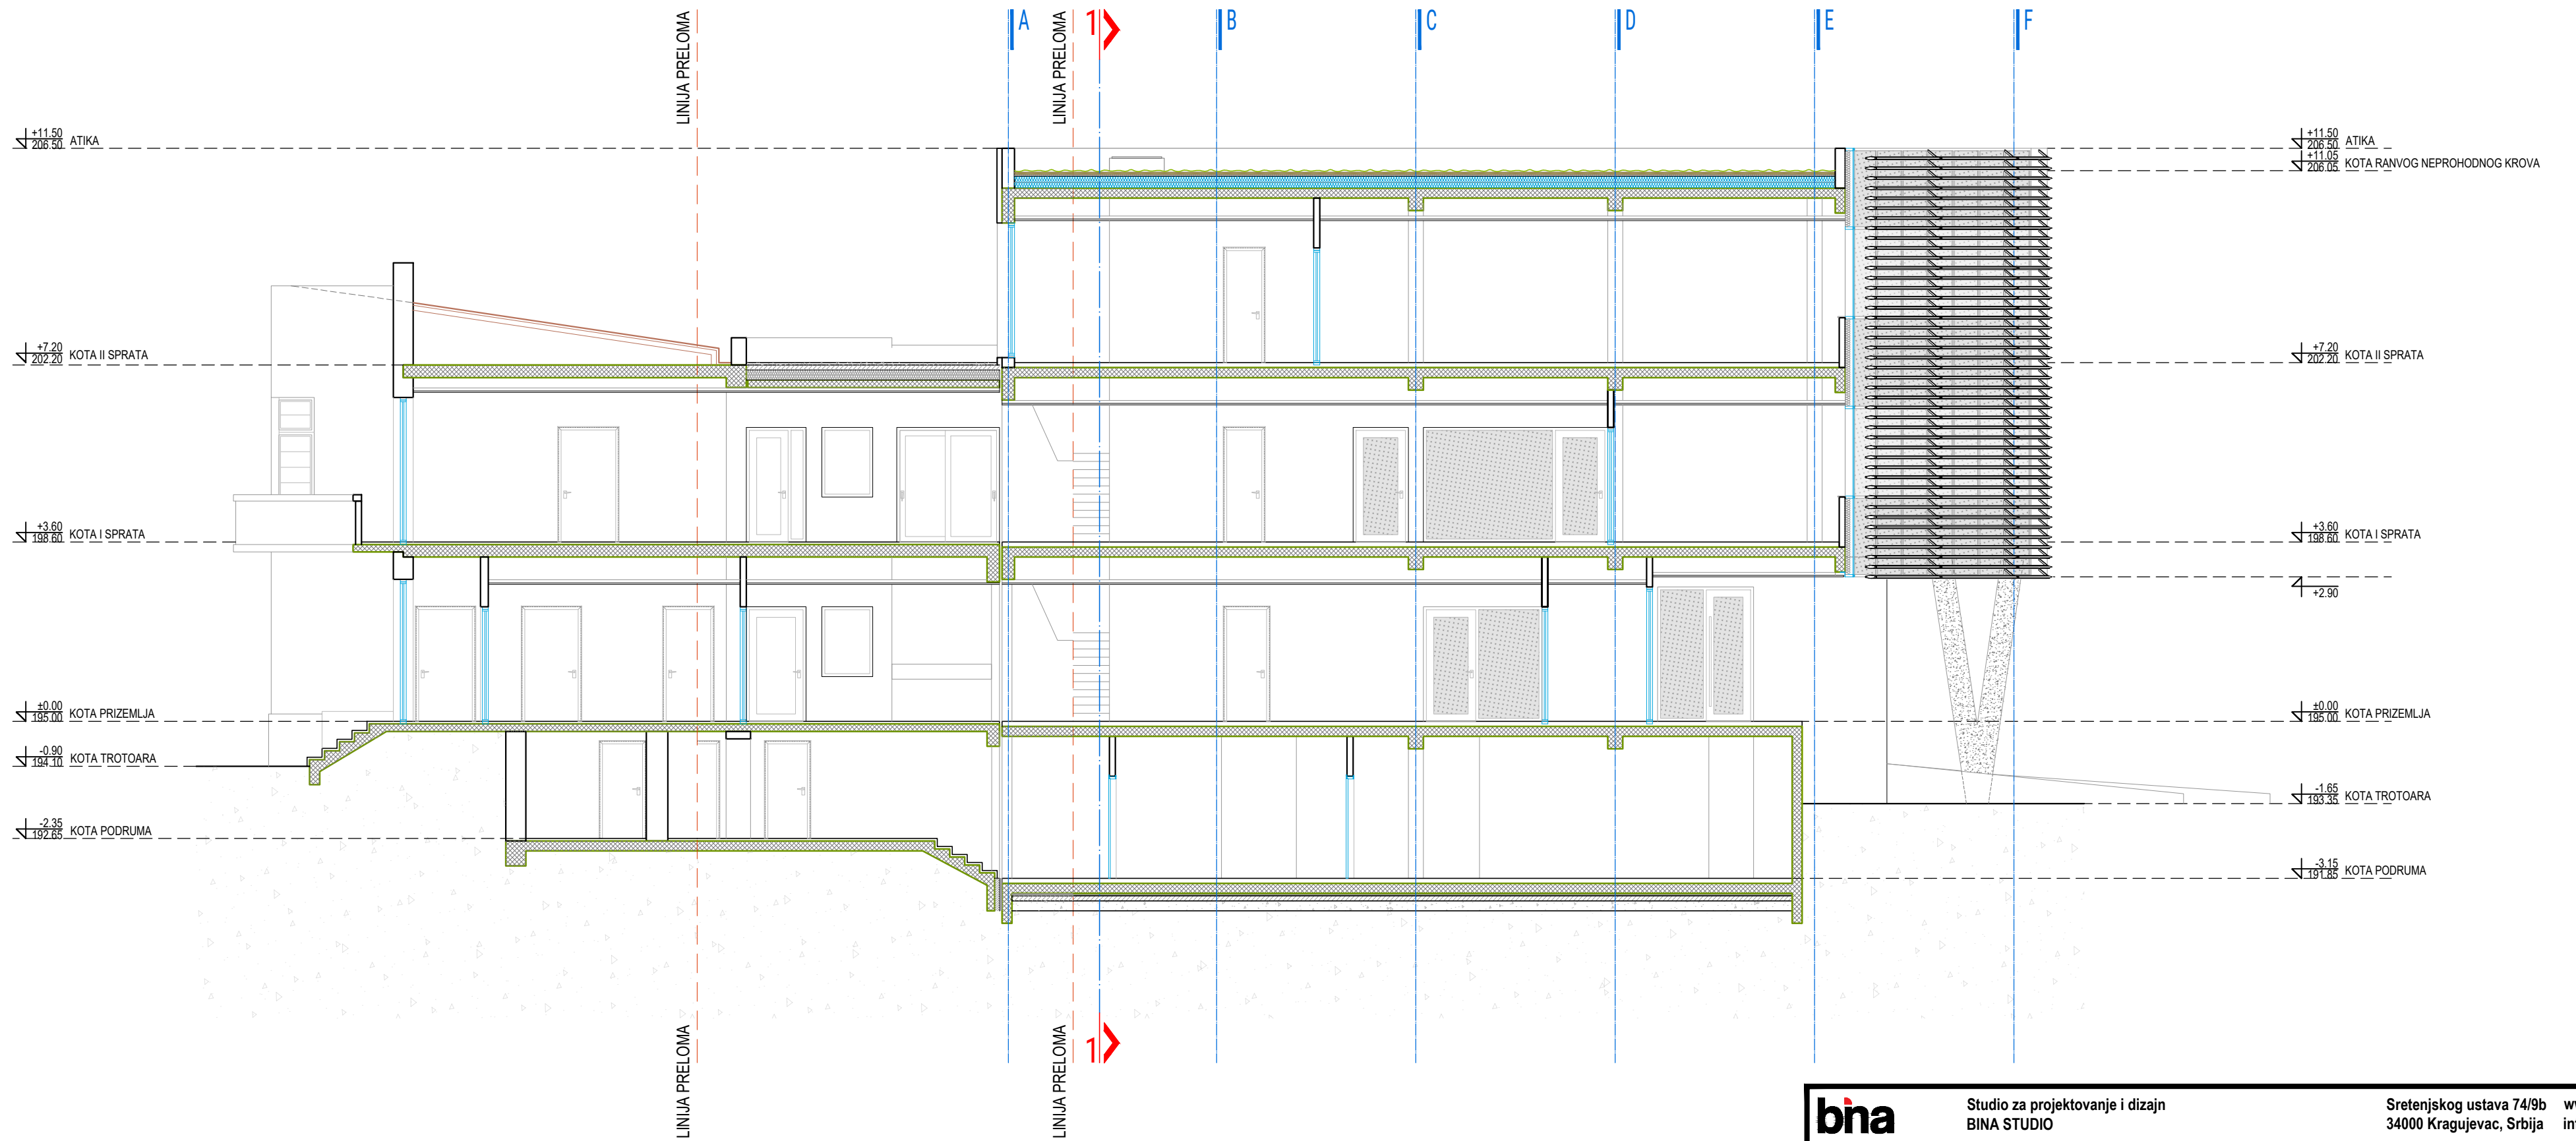 LINIJA PRELOMA
A
LINIJA PRELOMA
1
B
C
D
E
F
+11.50
206.50
ATIKA
+11.50
206.50
ATIKA
+11.05
206.05
KOTA RANVOG NEPROHODNOG KROVA
+7.20
202.20
KOTA II SPRATA
+7.20
202.20
KOTA II SPRATA
+3.60
198.60
KOTA I SPRATA
+3.60
198.60
KOTA I SPRATA
+2.90
±0.00
195.00
KOTA PRIZEMLJA
±0.00
195.00
KOTA PRIZEMLJA
-0.90
194.10
KOTA TROTOARA
-1.65
193.35
KOTA TROTOARA
-2.35
192.65
KOTA PODRUMA
-3.15
191.85
KOTA PODRUMA
LINIJA PRELOMA
LINIJA PRELOMA
1
bina
Studio za projektovanje i dizajn
BINA STUDIO
Sretenjskog ustava 74/9b
34000 Kragujevac, Srbija